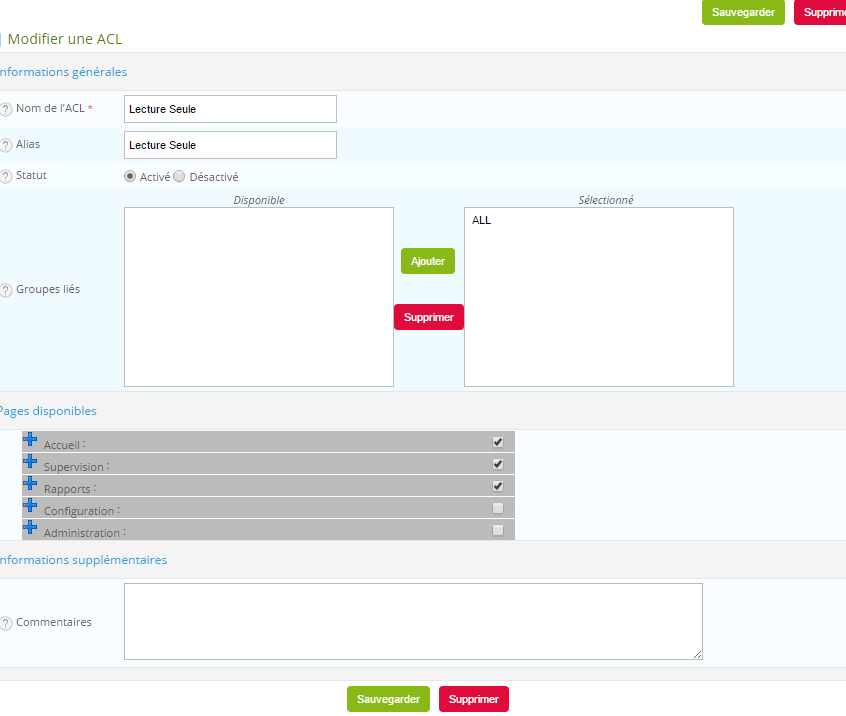 Sauvegarder Supprime
Modifier une ACL
nformations générales
? Nom de l'ACL *
Lecture Seule
? Alias
Lecture Seule
? Statut
Activé Désactivé
Disponible Sélectionné
ALL
Ajouter
? Groupes liés
Supprimer
Pages disponibles
Accueil :
Supervision :
Rapports :
Configuration :
Administration :
nformations supplémentaires
? Commentaires
Sauvegarder Supprimer